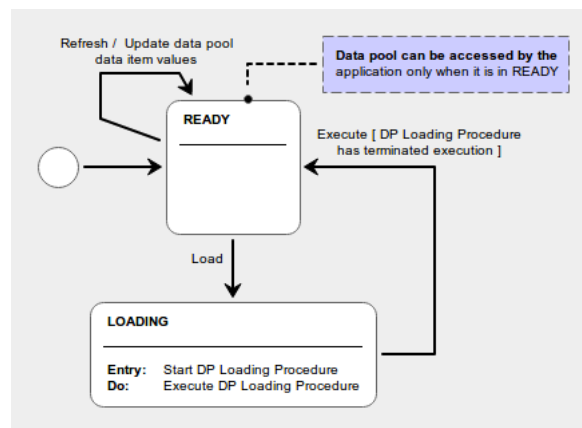 Refresh / Update data pool
data item values
Data pool can be accessed by the
application only when it is in READY
READY
Execute [ DP Loading Procedure
has terminated execution ]
Load
LOADING
Entry: Start DP Loading Procedure
Do: Execute DP Loading Procedure